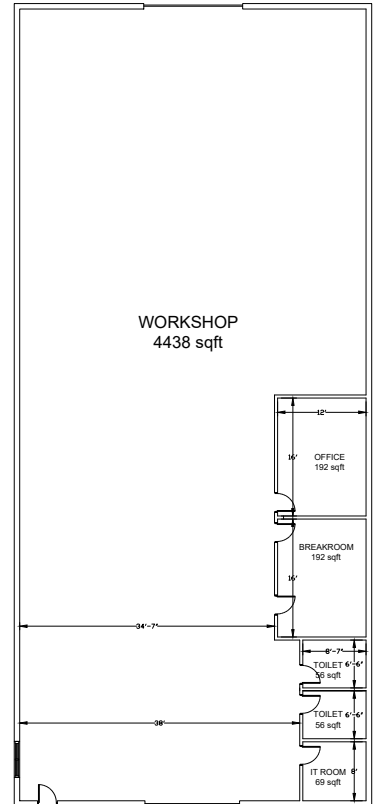 WORKSHOP
4438 sqft
12'
16'
OFFICE
192 sqft
BREAKROOM
192 sqft
16'
34'-7"
8'-7"
TOILET
56 sqft
6'-6"
38'
TOILET
56 sqft
6'-6"
IT ROOM
69 sqft
8'